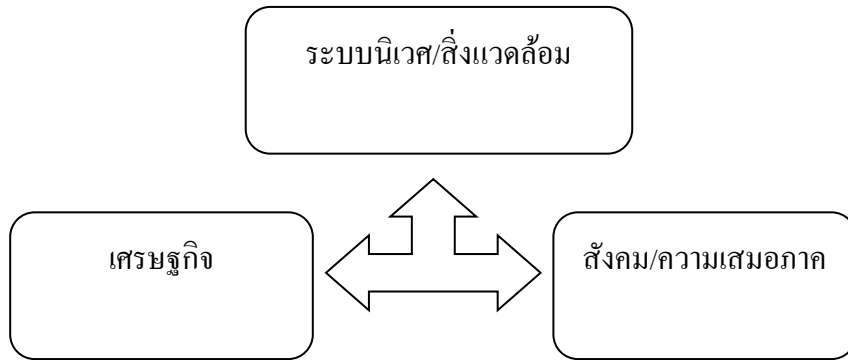 ระบบนิเวศ/สิ่งแวดล้อม
เศรษฐกิจ
สังคม/ความเสมอภาค